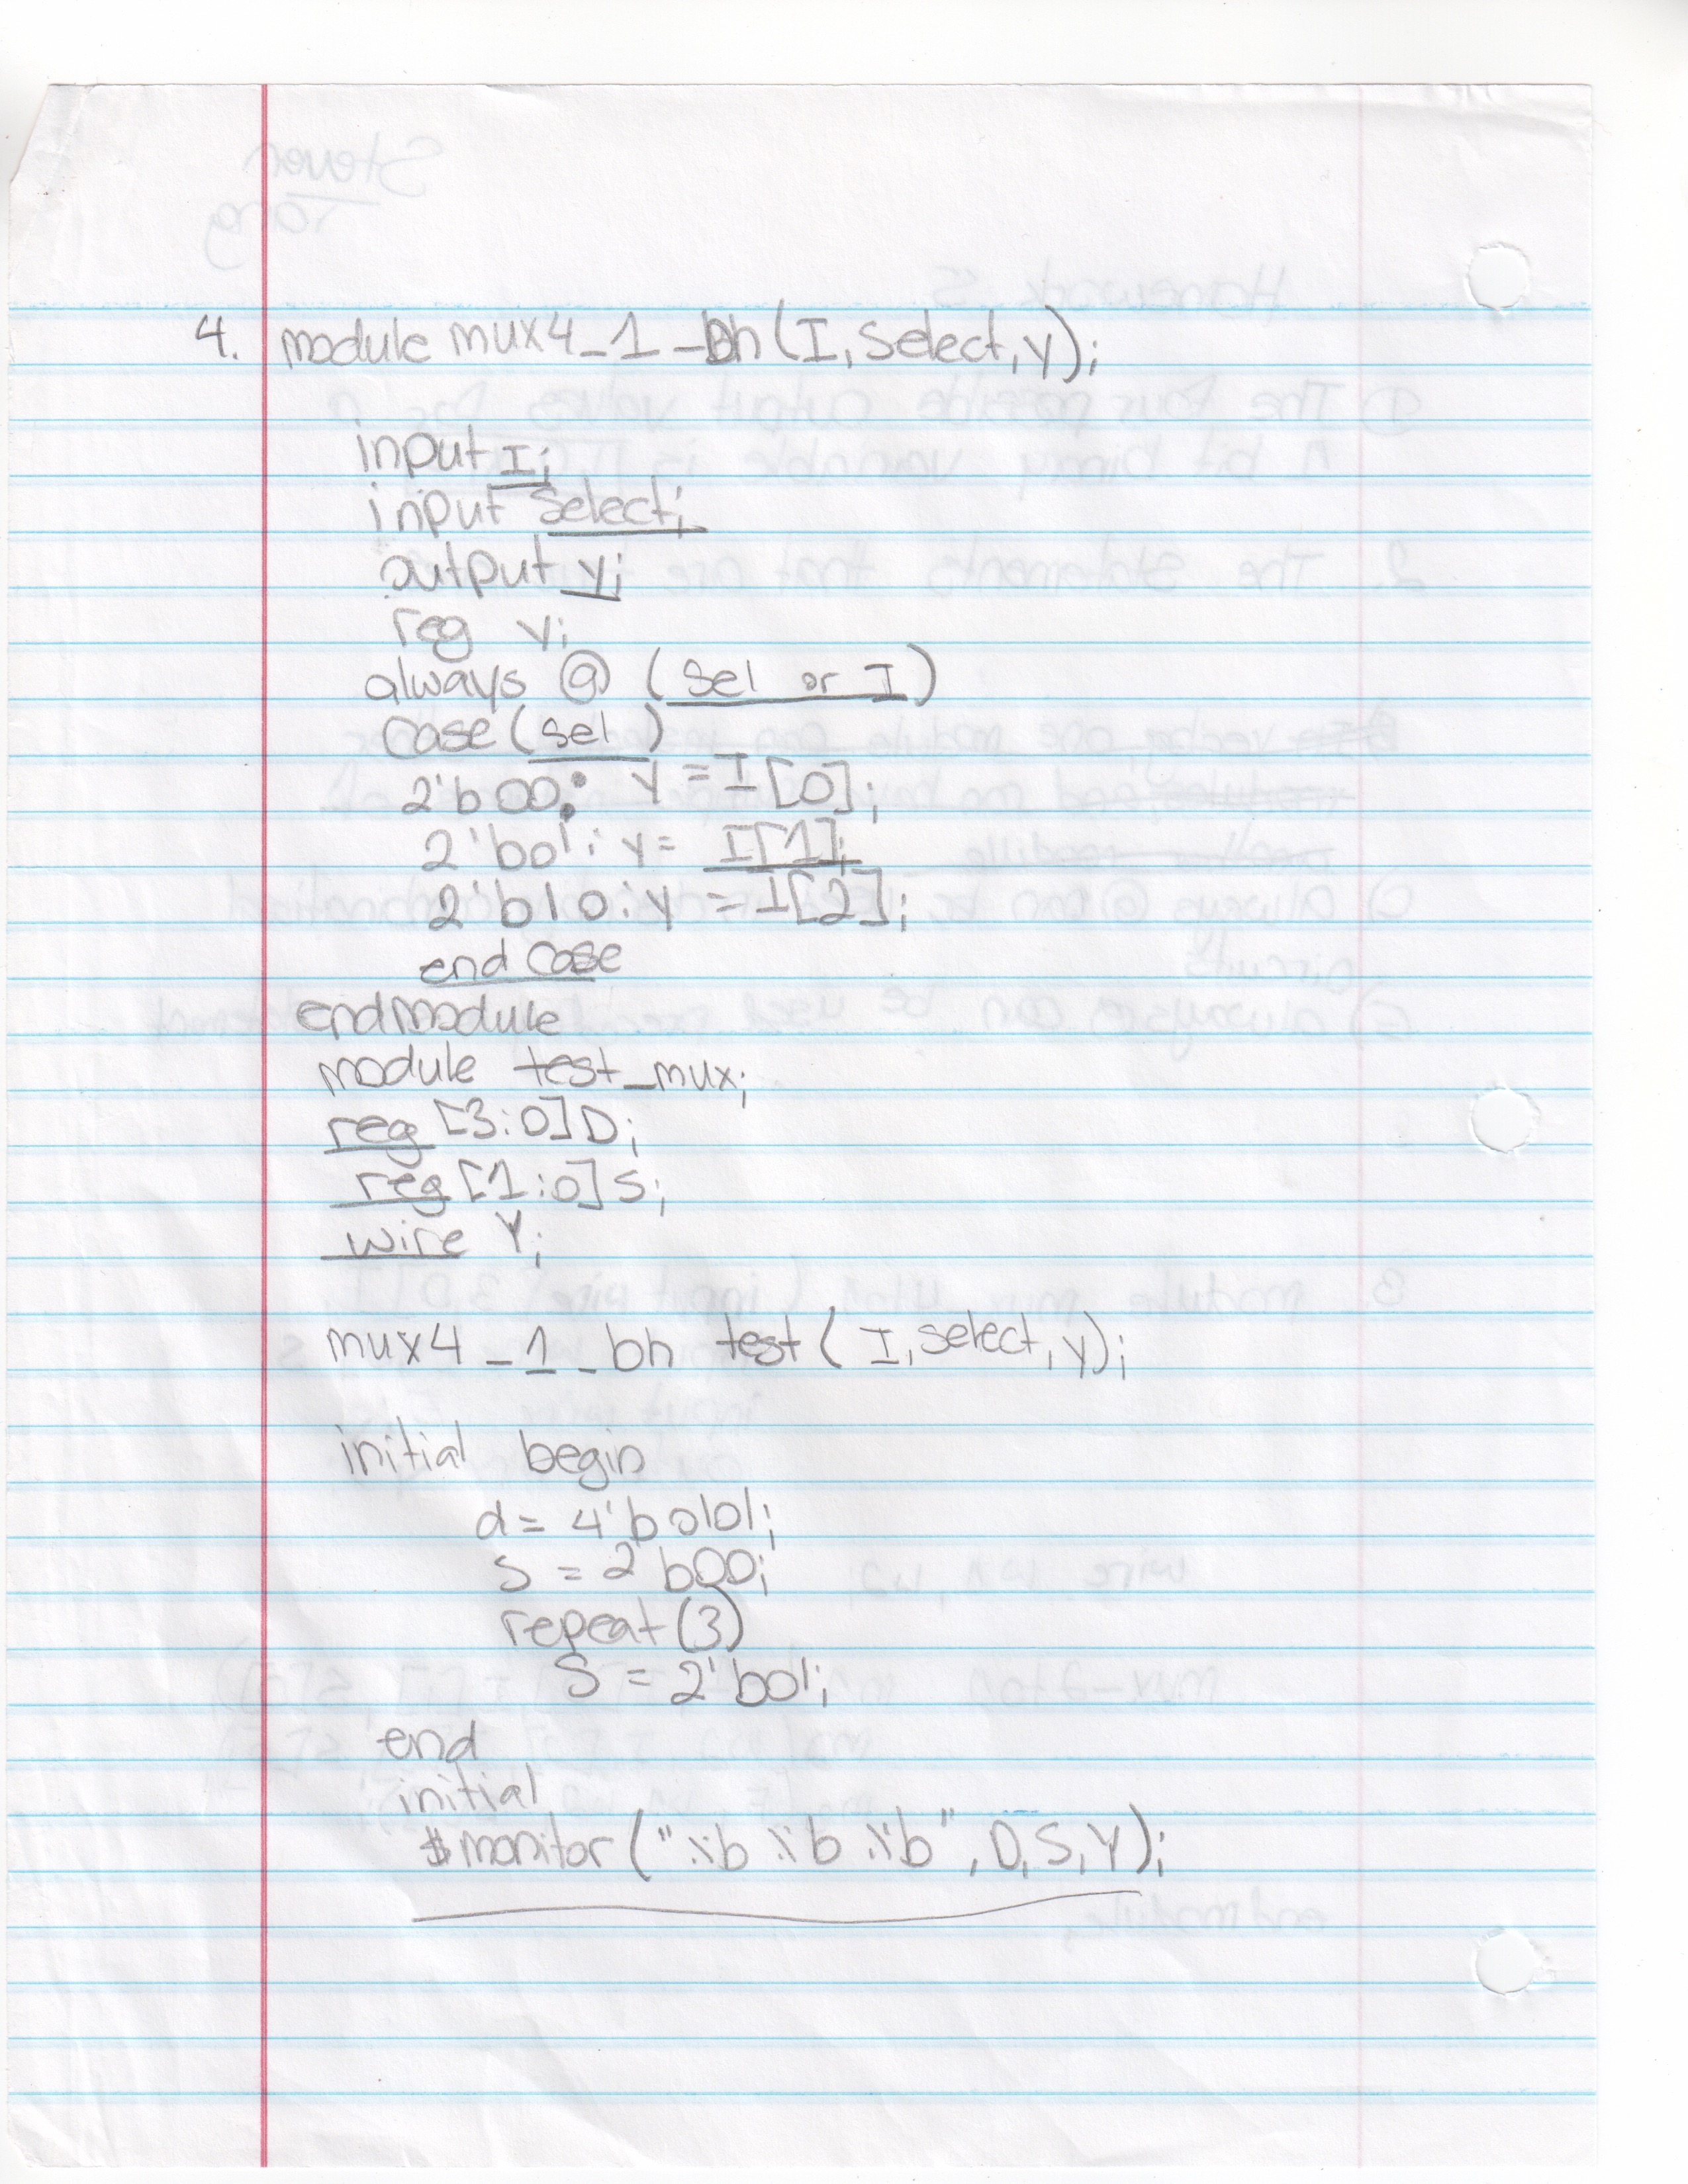 4. module mux4_1_bh(I, select, y);
input I;
input select;
output y;
reg y;
always @ (sel or I)
case (sel)
2'b00: y = I[0];
2'b01: y = I[1];
2'b10: y = I[2];
end case
endmodule
module test_mux;
reg [3:0] D;
reg [1:0] S;
wire Y;
mux4_1_bh test(I, select, y);
initial begin
d = 4'b0101;
S = 2'b00;
repeat (3)
S = 2'b01;
end
initial
$monitor("%b %b %b", D, S, Y);